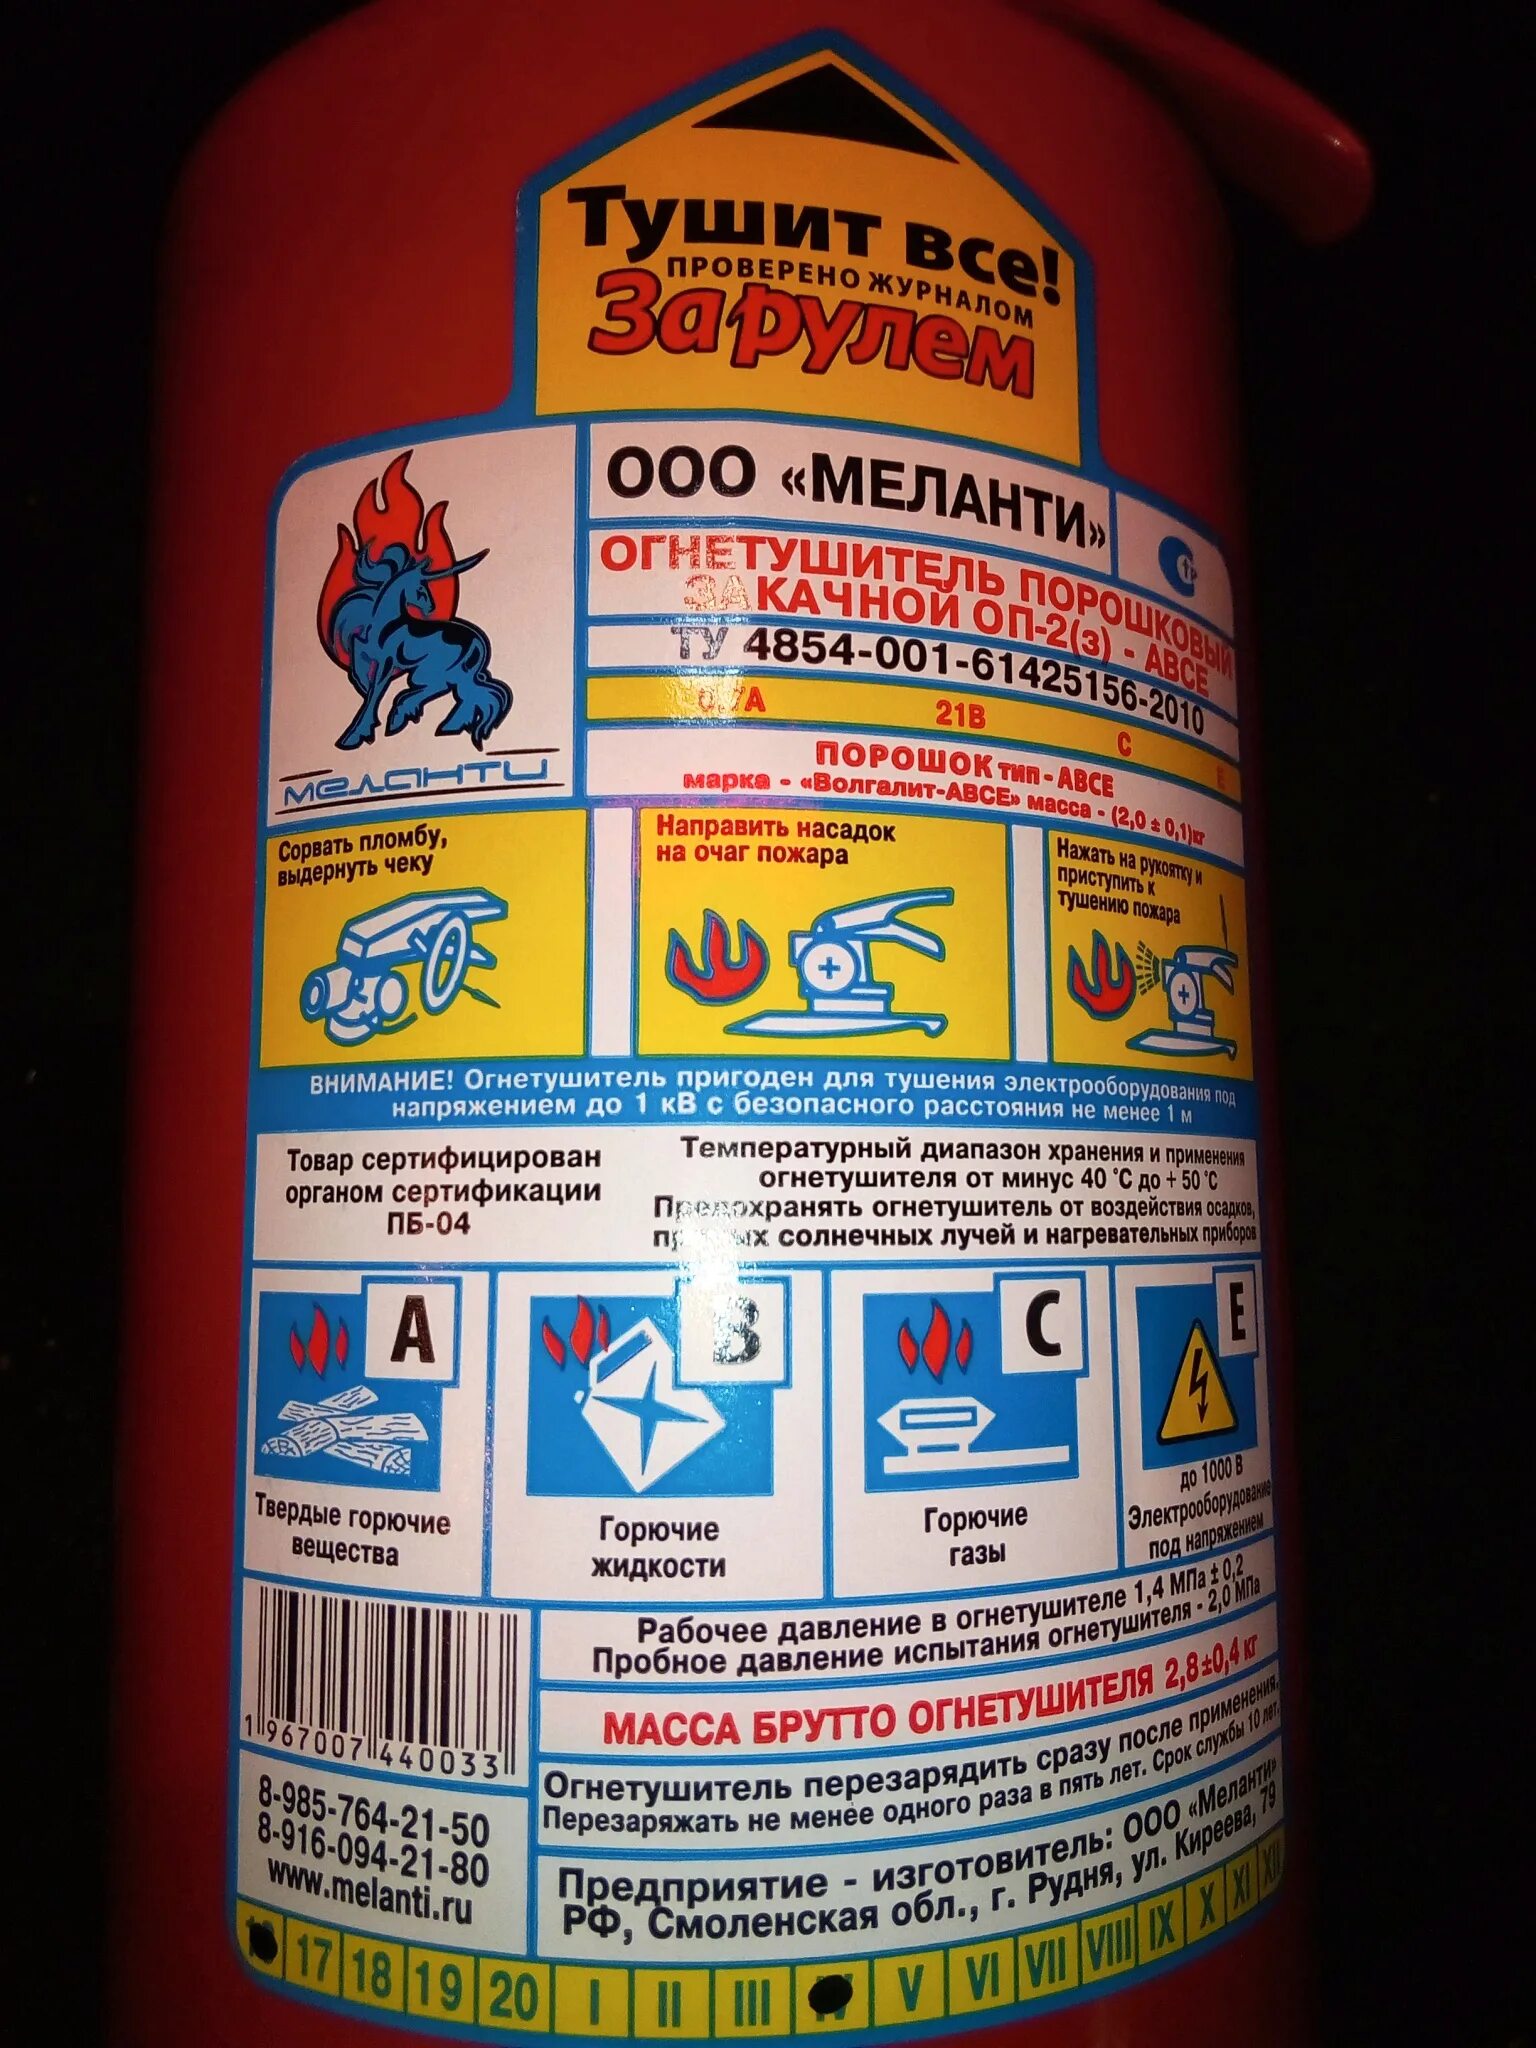 Тушит все!
ПРОВЕРЕНО ЖУРНАЛОМ
За рулем
ООО «МЕЛАНТИ»
ОГНЕТУШИТЕЛЬ ПОРОШКОВЫЙ
ЗАКАЧНОЙ ОП-2(з) - АВСЕ
ТУ 4854-001-61425156-2010
0,7А 21В С Е
ПОРОШОК тип - АВСЕ
марка - «Волгалит-АВСЕ» масса - (2,0 ± 0,1)кг
меланти
Сорвать пломбу,
выдернуть чеку
Направить насадок
на очаг пожара
Нажать на рукоятку и
приступить к
тушению пожара
ВНИМАНИЕ! Огнетушитель пригоден для тушения электрооборудования под
напряжением до 1 кВ с безопасного расстояния не менее 1 м
Товар сертифицирован
органом сертификации
ПБ-04
Температурный диапазон хранения и применения
огнетушителя от минус 40 °С до + 50 °С
Предохранять огнетушитель от воздействия осадков,
прямых солнечных лучей и нагревательных приборов
А
Твердые горючие
вещества
В
Горючие
жидкости
С
Горючие
газы
Е
до 1000 В
Электрооборудование
под напряжением
Рабочее давление в огнетушителе 1,4 МПа ± 0,2
Пробное давление испытания огнетушителя - 2,0 МПа
МАССА БРУТТО ОГНЕТУШИТЕЛЯ 2,8±0,4 кг
Огнетушитель перезарядить сразу после применения.
Перезаряжать не менее одного раза в пять лет. Срок службы 10 лет.
Предприятие - изготовитель: ООО «Меланти»
РФ, Смоленская обл., г. Рудня, ул. Киреева, 79
1 967007 440033
8-985-764-21-50
8-916-094-21-80
www.melanti.ru
17 18 19 20 I II III V VI VII VIII IX X XI XII